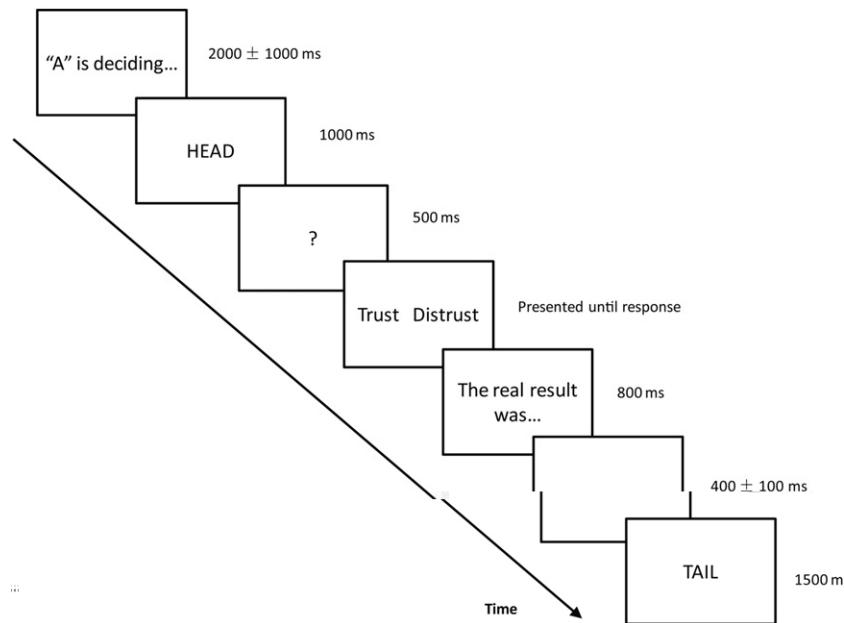 “A” is deciding...
2000 ± 1000 ms
HEAD
1000 ms
?
500 ms
Trust Distrust
Presented until response
The real result
was...
800 ms
400 ± 100 ms
TAIL
1500 m
Time